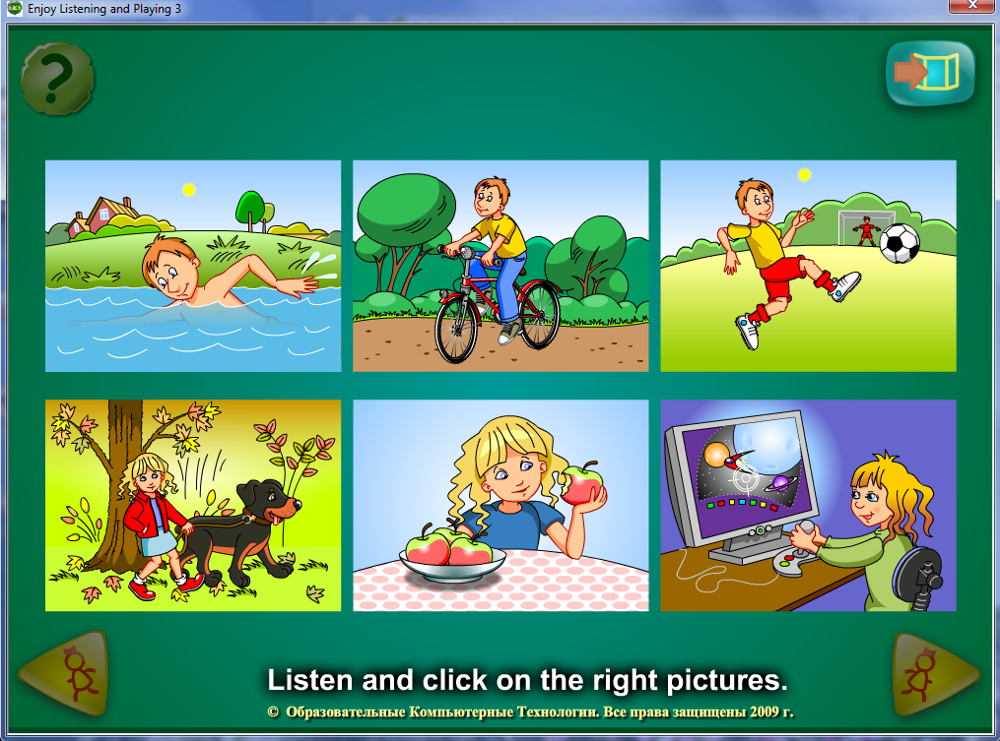 Enjoy Listening and Playing 3
?
Listen and click on the right pictures.
© Образовательные Компьютерные Технологии. Все права защищены 2009 г.